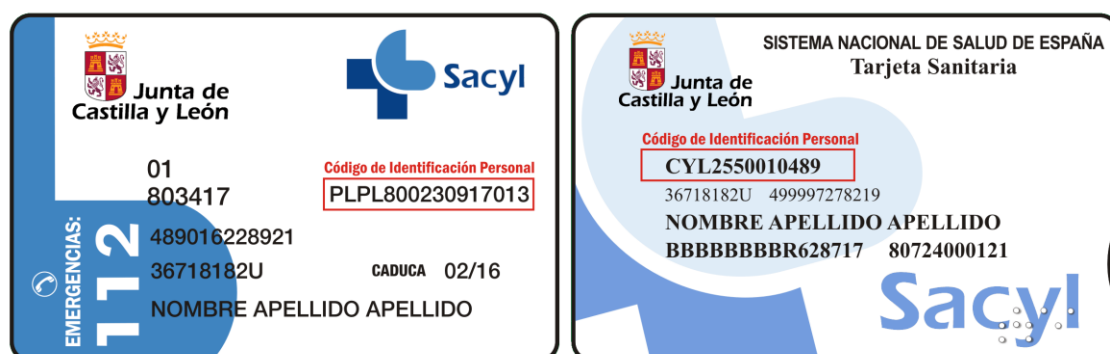 Junta de
Castilla y León
Sacyl
01
803417
Código de Identificación Personal
PLPL800230917013
EMERGENCIAS:
112
489016228921
36718182U
CADUCA 02/16
NOMBRE APELLIDO APELLIDO
Junta de
Castilla y León
SISTEMA NACIONAL DE SALUD DE ESPAÑA
Tarjeta Sanitaria
Código de Identificación Personal
CYL2550010489
36718182U 499997278219
NOMBRE APELLIDO APELLIDO
BBBBBBBBR628717 80724000121
Sacyl